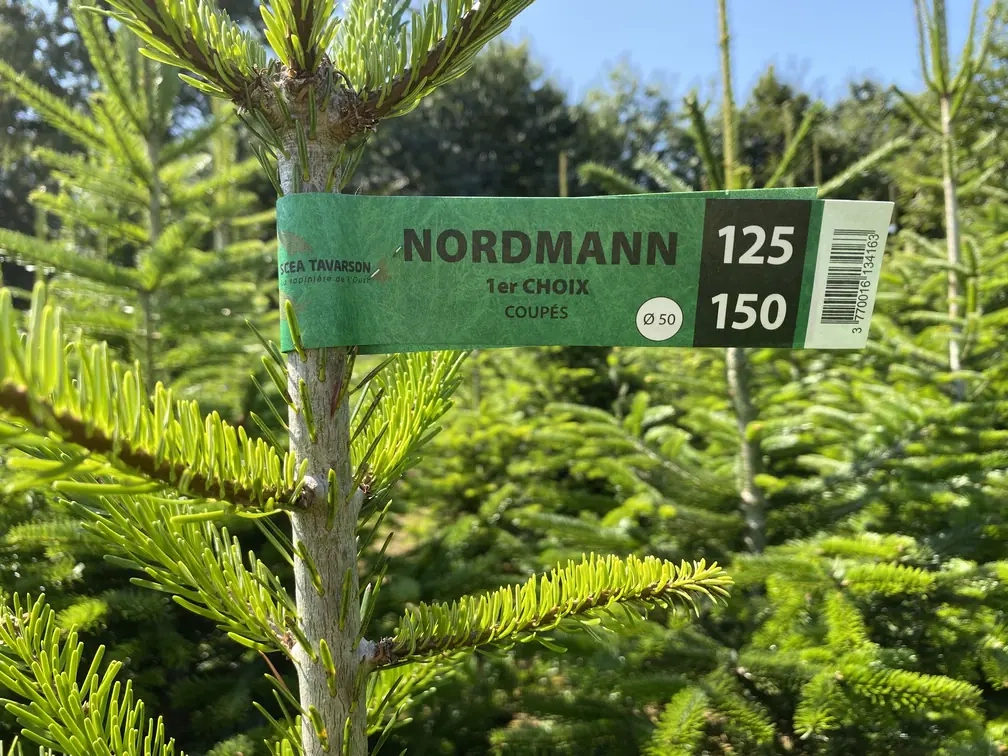 SCEA TAVARSON
NORDMANN
1er CHOIX
COUPÉS
Ø 50
125
150
3 770016 134163